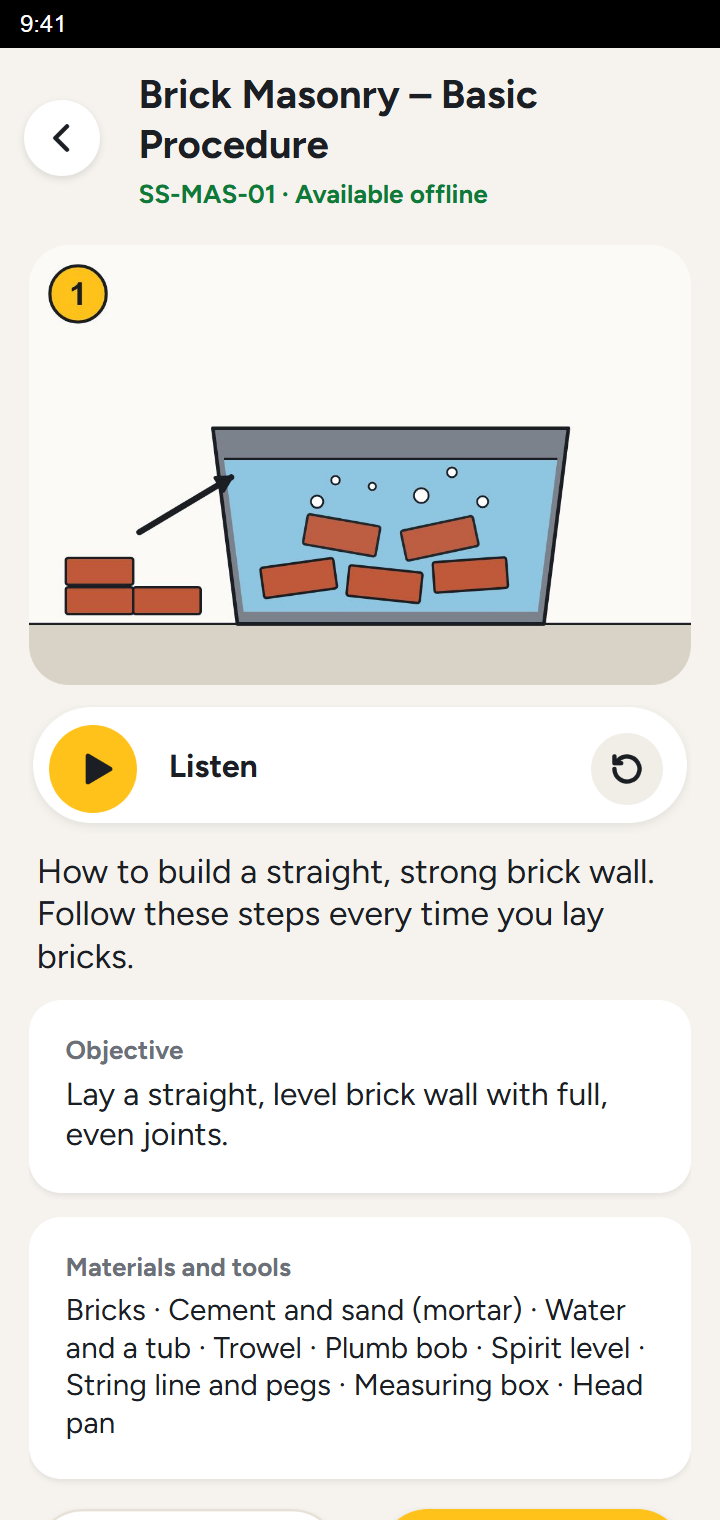 9:41
Brick Masonry – Basic
Procedure
SS-MAS-01 · Available offline
1
Listen
How to build a straight, strong brick wall.
Follow these steps every time you lay
bricks.
Objective
Lay a straight, level brick wall with full,
even joints.
Materials and tools
Bricks · Cement and sand (mortar) · Water
and a tub · Trowel · Plumb bob · Spirit level ·
String line and pegs · Measuring box · Head
pan